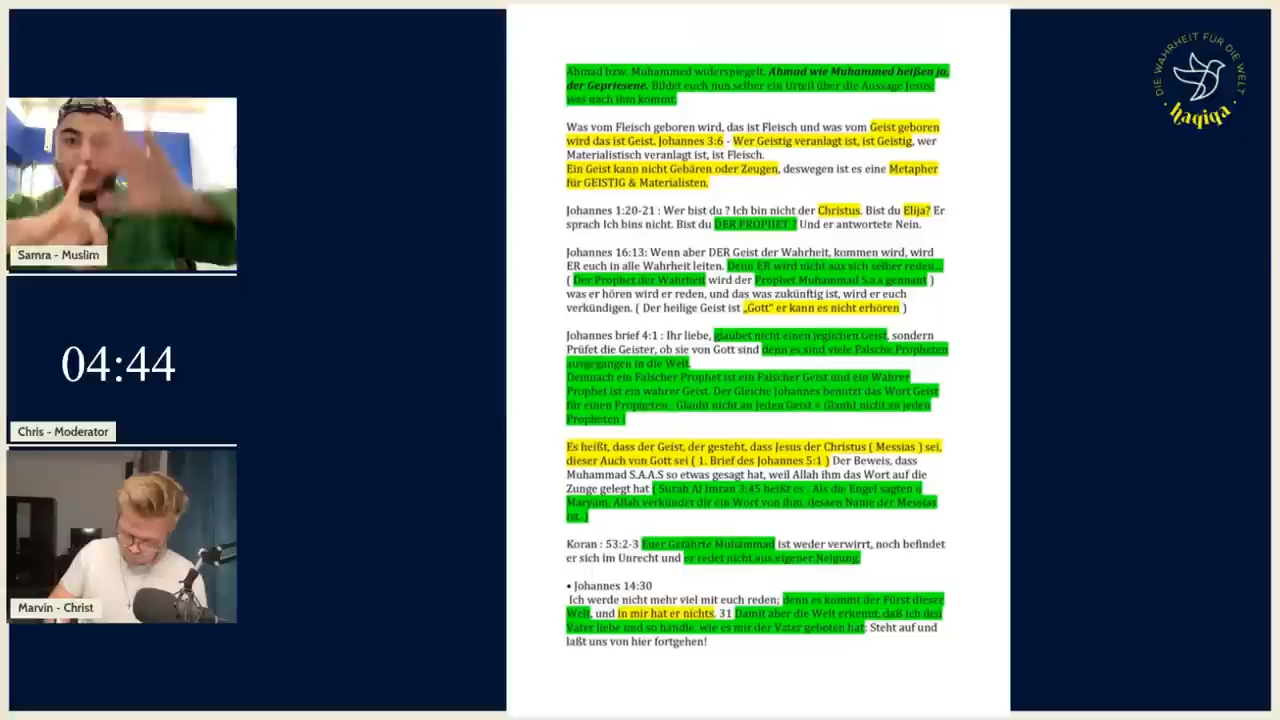 Ahmad bzw. Muhammed widerspiegelt. Ahmad wie Muhammed heißen ja,
der Gepriesene. Bildet euch nun selber ein Urteil über die Aussage Jesus,
was nach ihm kommt.
Was vom Fleisch geboren wird, das ist Fleisch und was vom Geist geboren
wird das ist Geist. Johannes 3:6 - Wer Geistig veranlagt ist, ist Geistig, wer
Materialistisch veranlagt ist, ist Fleisch.
Ein Geist kann nicht Gebären oder Zeugen, deswegen ist es eine Metapher
für GEISTIG & Materialisten.
Johannes 1:20-21 : Wer bist du ? Ich bin nicht der Christus. Bist du Elija? Er
sprach Ich bins nicht. Bist du DER PROPHET ? Und er antwortete Nein.
Johannes 16:13: Wenn aber DER Geist der Wahrheit, kommen wird, wird
ER euch in alle Wahrheit leiten. Denn ER wird nicht aus sich selber reden...
( Der Prophet der Wahrheit wird der Prophet Muhammad S.a.s genannt )
was er hören wird er reden, und das was zukünftig ist, wird er euch
verkündigen. ( Der heilige Geist ist „Gott" er kann es nicht erhören )
Johannes brief 4:1 : Ihr liebe, glaubet nicht einen jeglichen Geist, sondern
Prüfet die Geister, ob sie von Gott sind denn es sind viele Falsche Propheten
ausgegangen in die Welt.
Demnach ein Falscher Prophet ist ein Falscher Geist und ein Wahrer
Prophet ist ein wahrer Geist. Der Gleiche Johannes benutzt das Wort Geist
für einen Propheten. Glaubt nicht an Jeden Geist = Glaubt nicht an jeden
Propheten )
Es heißt, dass der Geist, der gesteht, dass Jesus der Christus ( Messias ) sei,
dieser Auch von Gott sei ( 1. Brief des Johannes 5:1 ) Der Beweis, dass
Muhammad S.A.A.S so etwas gesagt hat, weil Allah ihm das Wort auf die
Zunge gelegt hat ( Surah Al Imran 3:45 heißt es : Als die Engel sagten o
Maryam, Allah verkündet dir ein Wort von ihm, dessen Name der Messias
ist. )
Koran : 53:2-3 Euer Gefährte Muhammad ist weder verwirrt, noch befindet
er sich im Unrecht und er redet nicht aus eigener Neigung.
• Johannes 14:30
Ich werde nicht mehr viel mit euch reden; denn es kommt der Fürst dieser
Welt, und in mir hat er nichts. 31 Damit aber die Welt erkennt, daß ich den
Vater liebe und so handle, wie es mir der Vater geboten hat: Steht auf und
laßt uns von hier fortgehen!
Samra - Muslim
04:44
Chris - Moderator
Marvin - Christ
DIE WAHRHEIT FÜR DIE WELT
haqiqa